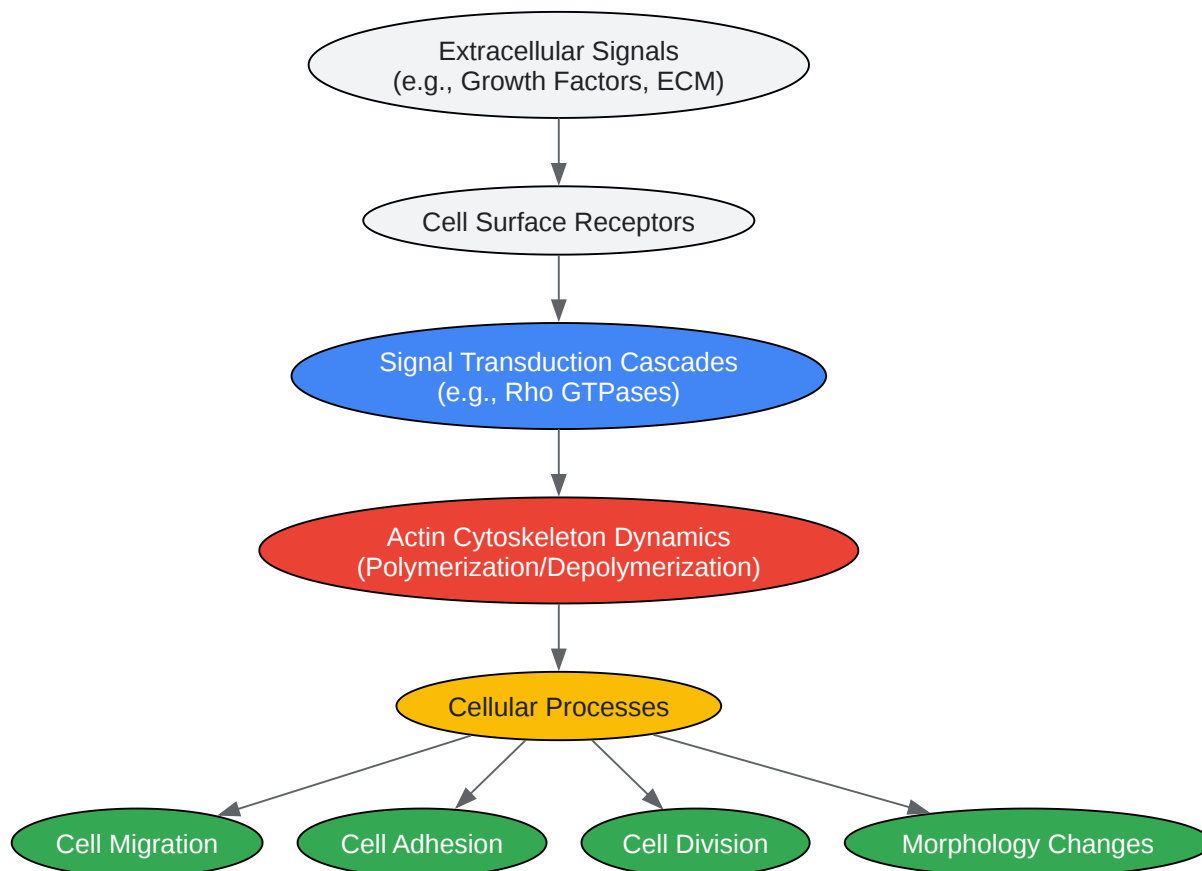 Extracellular Signals
(e.g., Growth Factors, ECM)
Cell Surface Receptors
Signal Transduction Cascades
(e.g., Rho GTPases)
Actin Cytoskeleton Dynamics
(Polymerization/Depolymerization)
Cellular Processes
Cell Migration
Cell Adhesion
Cell Division
Morphology Changes